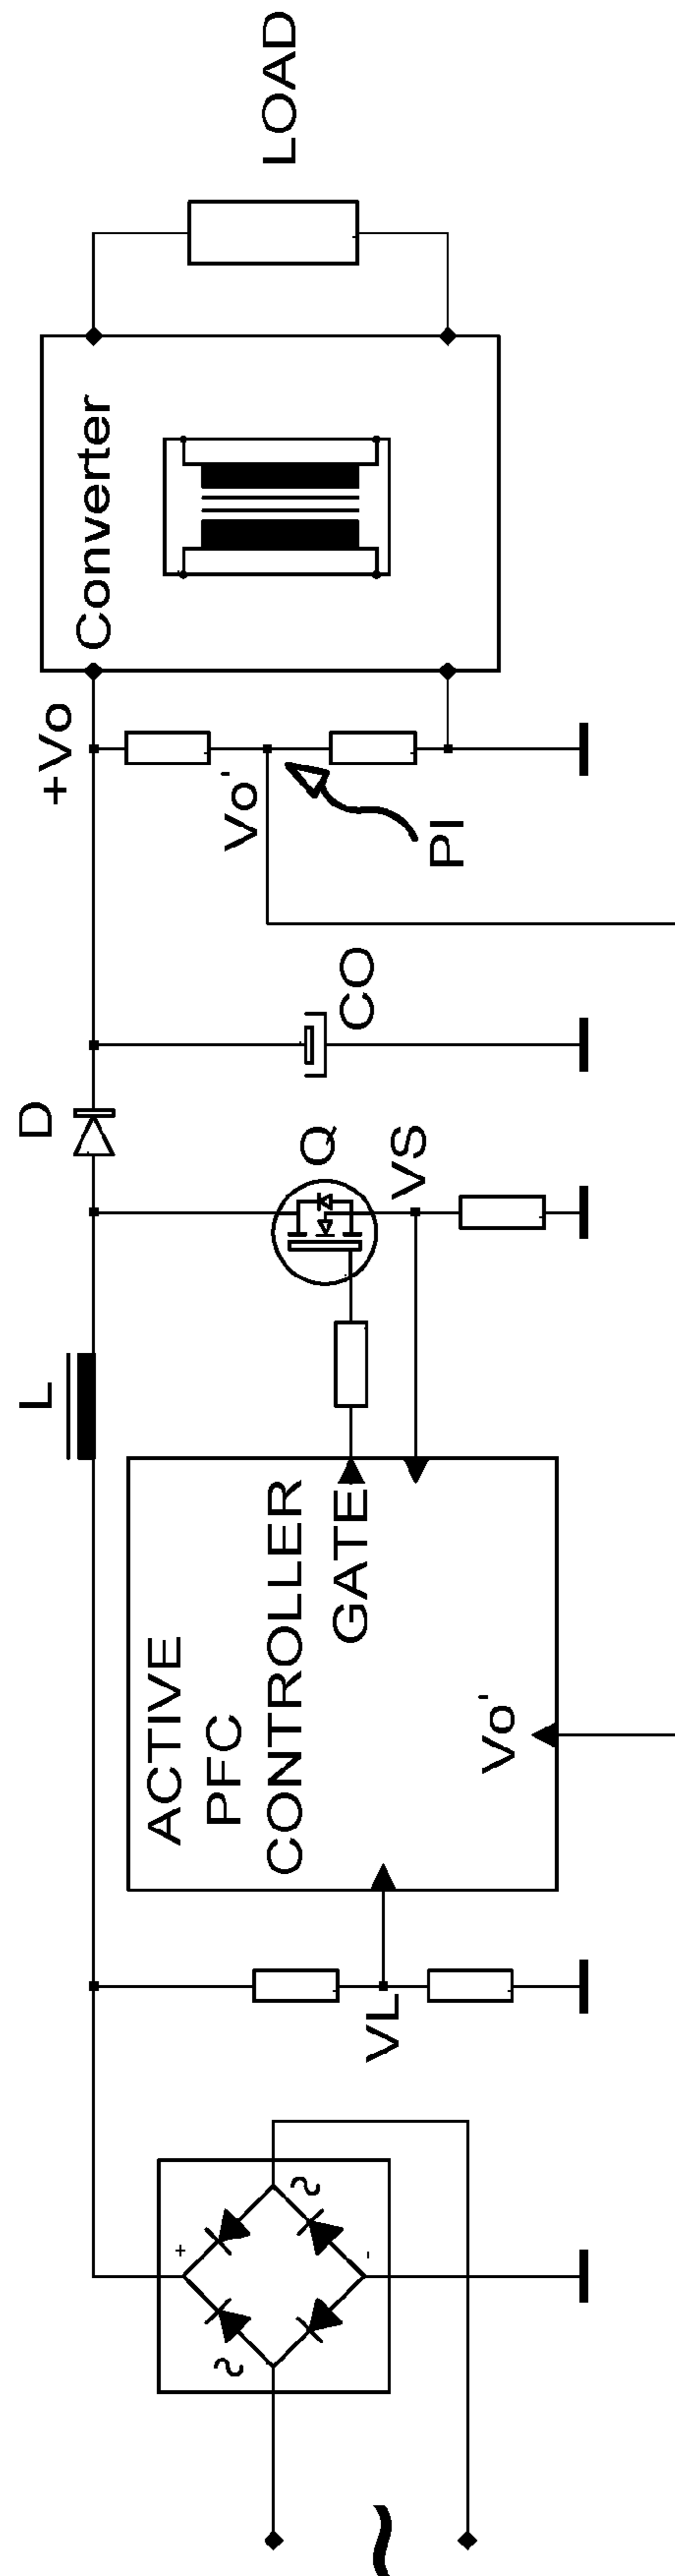 L
D
+Vo
Converter
LOAD
ACTIVE
PFC
CONTROLLER
GATE
Q
VS
CO
Vo'
PI
VL
Vo'
+
-
~
~
~